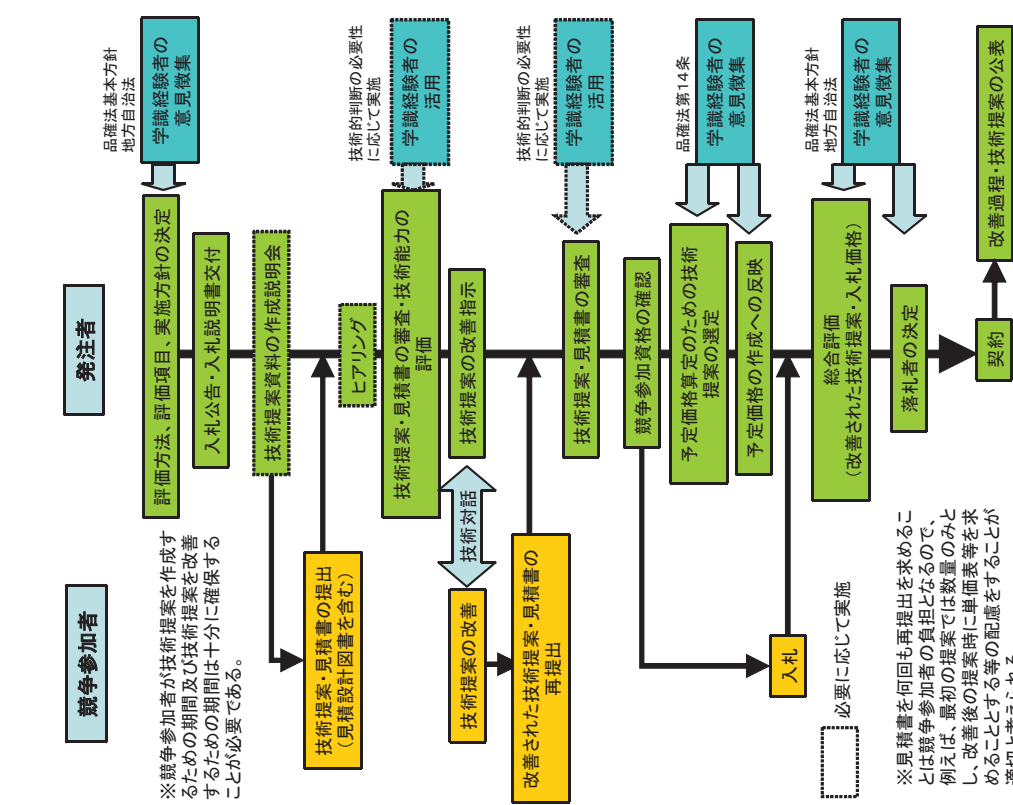 競争参加者
発注者
※競争参加者が技術提案を作成す
るための期間及び技術提案を改善
するための期間は十分に確保する
ことが必要である。
評価方法、評価項目、実施方針の決定
品確法基本方針
地方自治法
学識経験者の
意見徴集
入札公告・入札説明書交付
技術提案資料の作成説明会
技術提案・見積書の提出
（見積設計図書を含む）
ヒアリング
技術提案・見積書の審査・技術能力の
評価
技術的判断の必要性
に応じて実施
学識経験者の
活用
技術提案の改善
技術対話
技術提案の改善指示
改善された技術提案・見積書の
再提出
技術提案・見積書の審査
技術的判断の必要性
に応じて実施
学識経験者の
活用
競争参加資格の確認
予定価格算定のための技術
提案の選定
品確法第14条
学識経験者の
意見徴集
予定価格の作成への反映
入札
総合評価
（改善された技術提案・入札価格）
品確法基本方針
地方自治法
学識経験者の
意見徴集
落札者の決定
契約
改善過程・技術提案の公表
必要に応じて実施
※見積書を何回も再提出を求めるこ
とは競争参加者の負担となるので、
例えば、最初の提案では数量のみと
し、改善後の提案時に単価表等を求
めることとする等の配慮をすることが
適切と考えられる